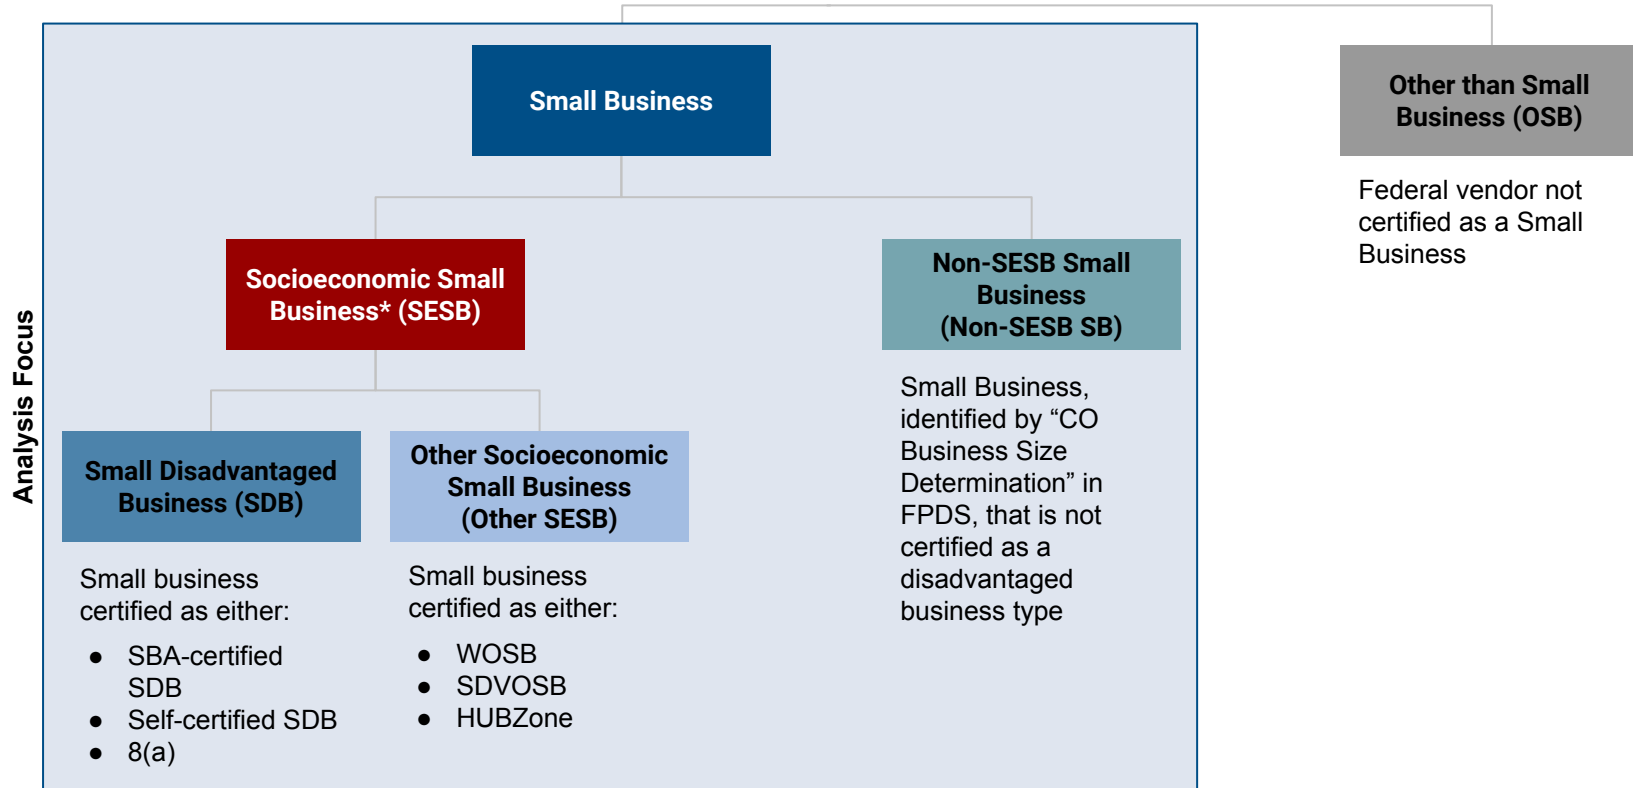 Analysis Focus
Small Business
Other than Small
Business (OSB)
Federal vendor not
certified as a Small
Business
Socioeconomic Small
Business* (SESB)
Non-SESB Small
Business
(Non-SESB SB)
Small Business,
identified by “CO
Business Size
Determination” in
FPDS, that is not
certified as a
disadvantaged
business type
Small Disadvantaged
Business (SDB)
Small business
certified as either:
● SBA-certified
SDB
● Self-certified SDB
● 8(a)
Other Socioeconomic
Small Business
(Other SESB)
Small business
certified as either:
● WOSB
● SDVOSB
● HUBZone